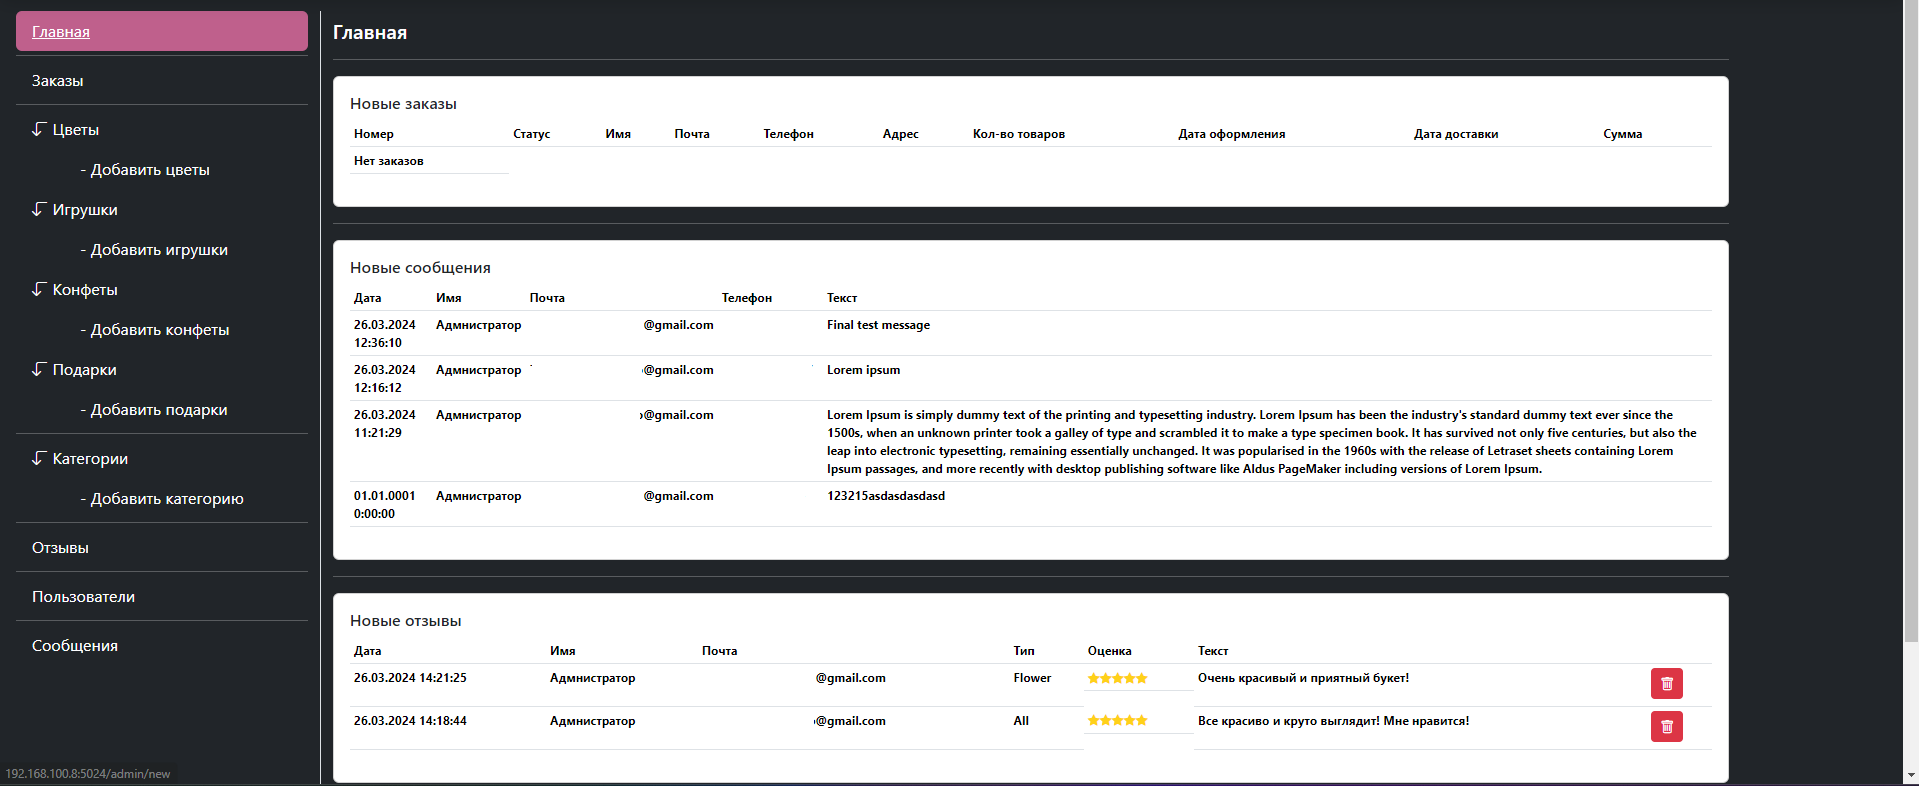 Главная
Заказы
Цветы
- Добавить цветы
Игрушки
- Добавить игрушки
Конфеты
- Добавить конфеты
Подарки
- Добавить подарки
Категории
- Добавить категорию
Отзывы
Пользователи
Сообщения
Главная
Новые заказы
Номер Статус Имя Почта Телефон Адрес Кол-во товаров Дата оформления Дата доставки Сумма
Нет заказов
Новые сообщения
Дата Имя Почта Телефон Текст
26.03.2024 Адмнистратор @gmail.com Final test message
12:36:10
26.03.2024 Адмнистратор @gmail.com Lorem ipsum
12:16:12
26.03.2024 Адмнистратор @gmail.com Lorem Ipsum is simply dummy text of the printing and typesetting industry. Lorem Ipsum has been the industry's standard dummy text ever since the
11:21:29 1500s, when an unknown printer took a galley of type and scrambled it to make a type specimen book. It has survived not only five centuries, but also the
leap into electronic typesetting, remaining essentially unchanged. It was popularised in the 1960s with the release of Letraset sheets containing Lorem
Ipsum passages, and more recently with desktop publishing software like Aldus PageMaker including versions of Lorem Ipsum.
01.01.0001 Адмнистратор @gmail.com 123215asdasdasdasd
0:00:00
Новые отзывы
Дата Имя Почта Тип Оценка Текст
26.03.2024 14:21:25 Адмнистратор @gmail.com Flower Очень красивый и приятный букет!
26.03.2024 14:18:44 Адмнистратор @gmail.com All Все красиво и круто выглядит! Мне нравится!
192.168.100.8:5024/admin/new